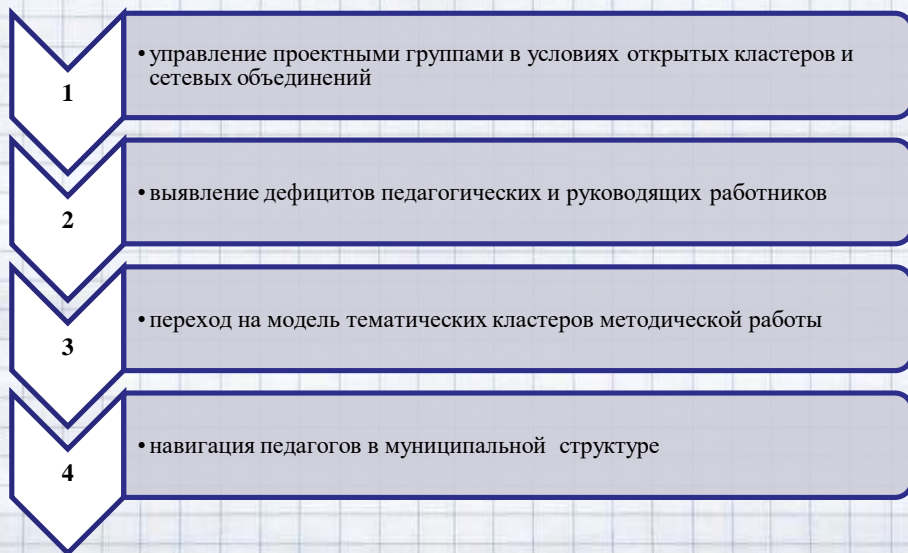 1
• управление проектными группами в условиях открытых кластеров и
сетевых объединений
2
• выявление дефицитов педагогических и руководящих работников
3
• переход на модель тематических кластеров методической работы
4
• навигация педагогов в муниципальной структуре